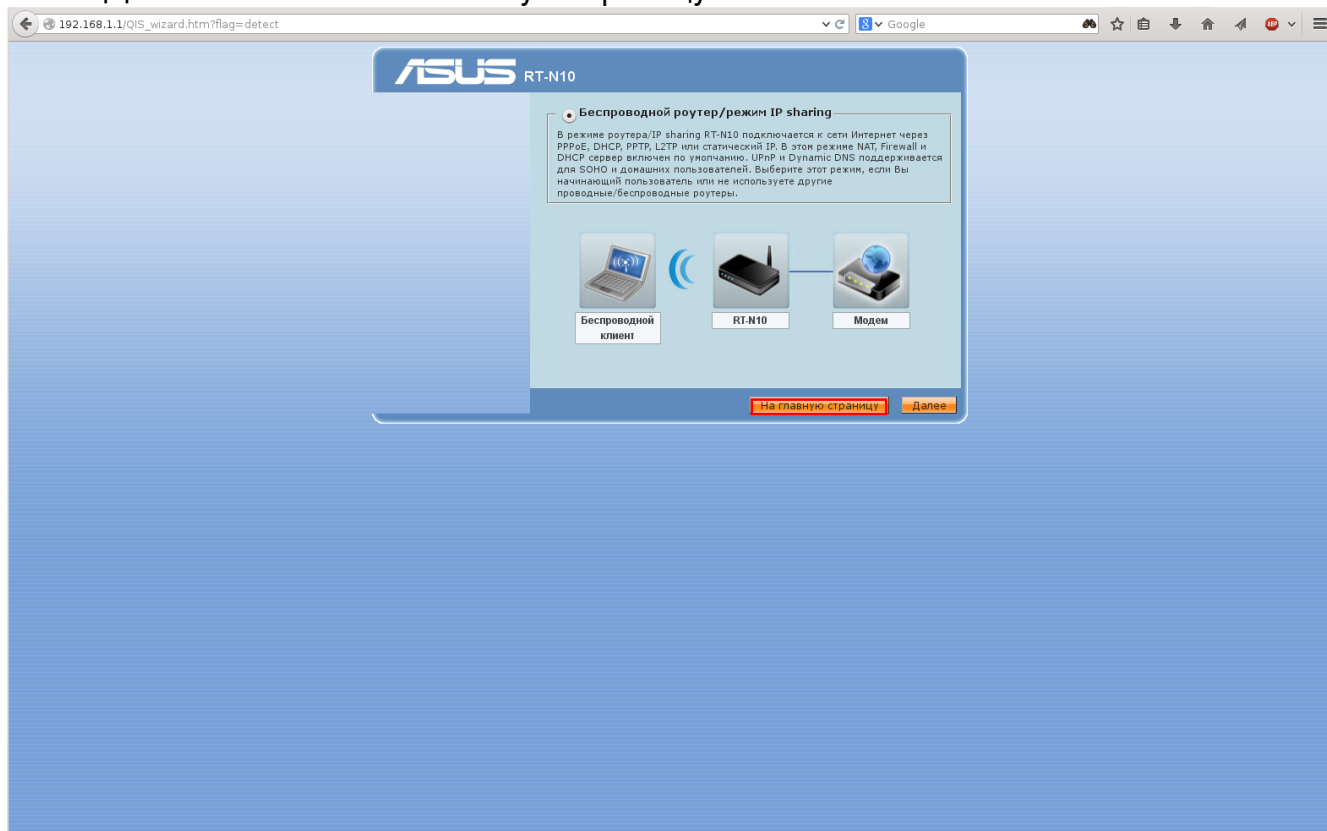 192.168.1.1/QIS_wizard.htm?flag=detect
Google
ASUS RT-N10
Беспроводной роутер/режим IP sharing
В режиме роутера/IP sharing RT-N10 подключается к сети Интернет через
PPPoE, DHCP, PPTP, L2TP или статический IP. В этом режиме NAT, Firewall и
DHCP сервер включен по умолчанию. UPnP и Dynamic DNS поддерживается
для SOHO и домашних пользователей. Выберите этот режим, если Вы
начинающий пользователь или не используете другие
проводные/беспроводные роутеры.
Беспроводной
клиент
RT-N10
Модем
На главную страницу
Далее